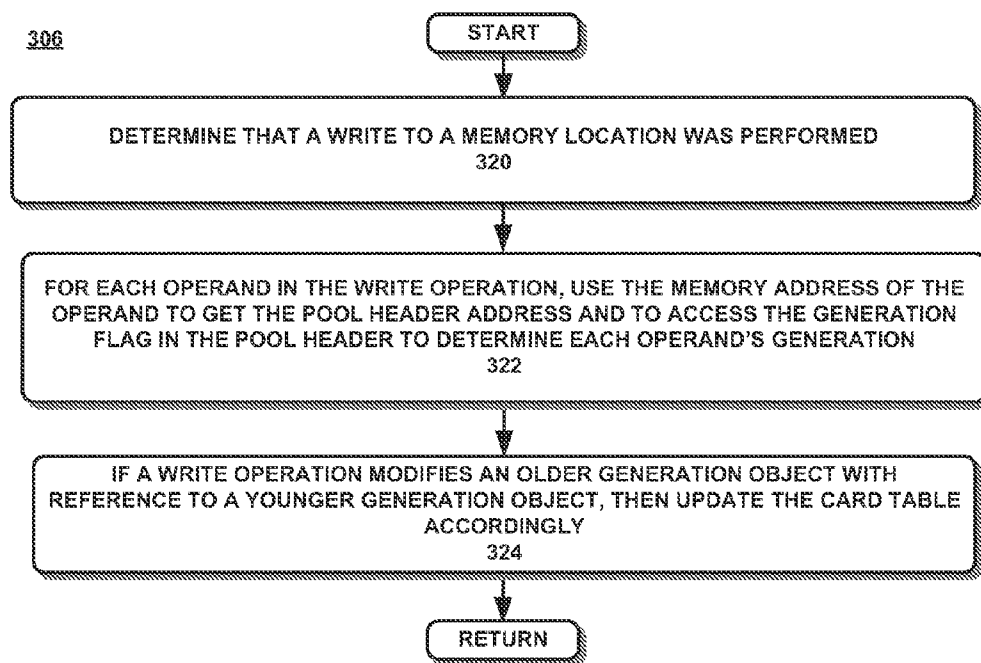 306
START
DETERMINE THAT A WRITE TO A MEMORY LOCATION WAS PERFORMED
320
FOR EACH OPERAND IN THE WRITE OPERATION, USE THE MEMORY ADDRESS OF THE
OPERAND TO GET THE POOL HEADER ADDRESS AND TO ACCESS THE GENERATION
FLAG IN THE POOL HEADER TO DETERMINE EACH OPERAND'S GENERATION
322
IF A WRITE OPERATION MODIFIES AN OLDER GENERATION OBJECT WITH
REFERENCE TO A YOUNGER GENERATION OBJECT, THEN UPDATE THE CARD TABLE
ACCORDINGLY
324
RETURN